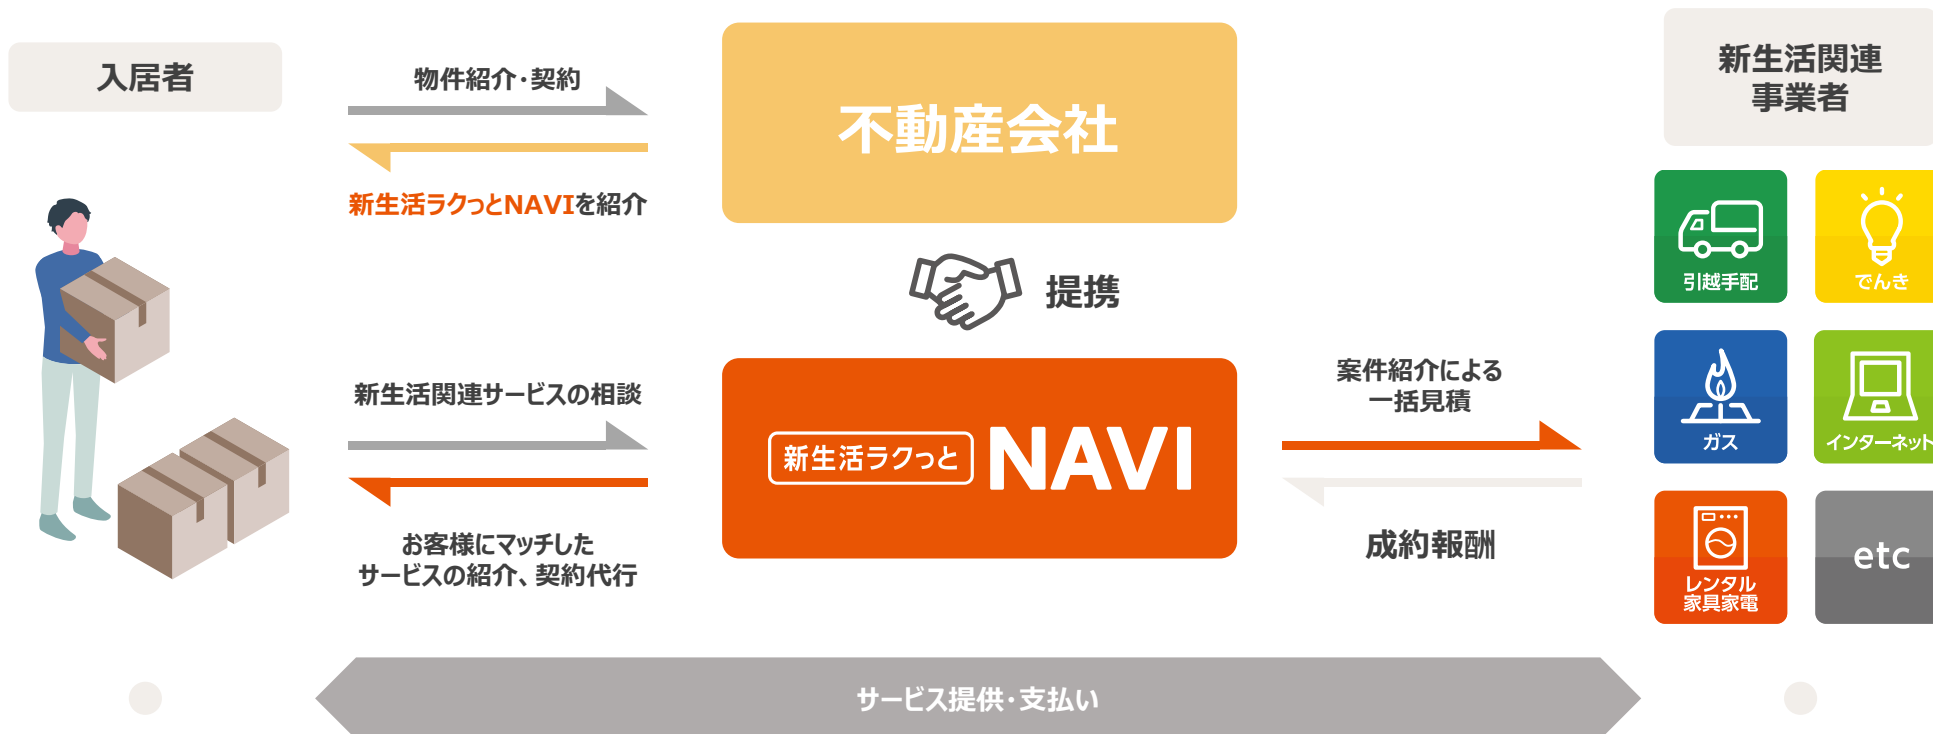 入居者
物件紹介・契約
新生活ラクっとNAVIを紹介
不動産会社
提携
新生活関連サービスの相談
お客様にマッチした
サービスの紹介、契約代行
新生活ラクっと NAVI
案件紹介による
一括見積
成約報酬
新生活関連
事業者
引越手配
でんき
ガス
インターネット
レンタル
家具家電
etc
サービス提供・支払い